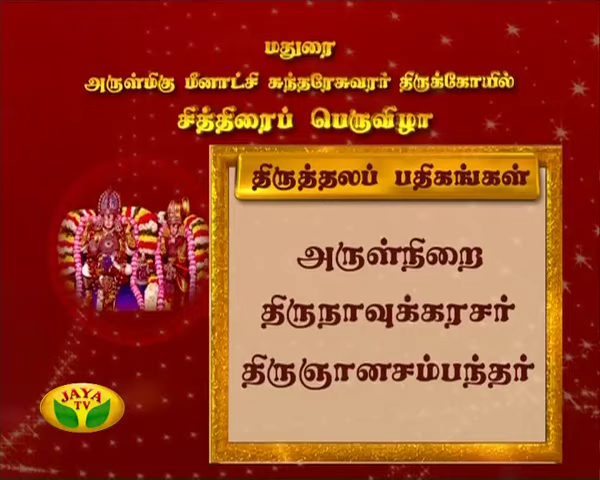 மதுரை
அருள்மிகு மீனாட்சி சுந்தரேசுவரர் திருக்கோயில்
சித்திரைப் பெருவிழா
திருத்தலப் பதிகங்கள்
அருள்நிறை
திருநாவுக்கரசர்
திருஞானசம்பந்தர்
JAYA
TV